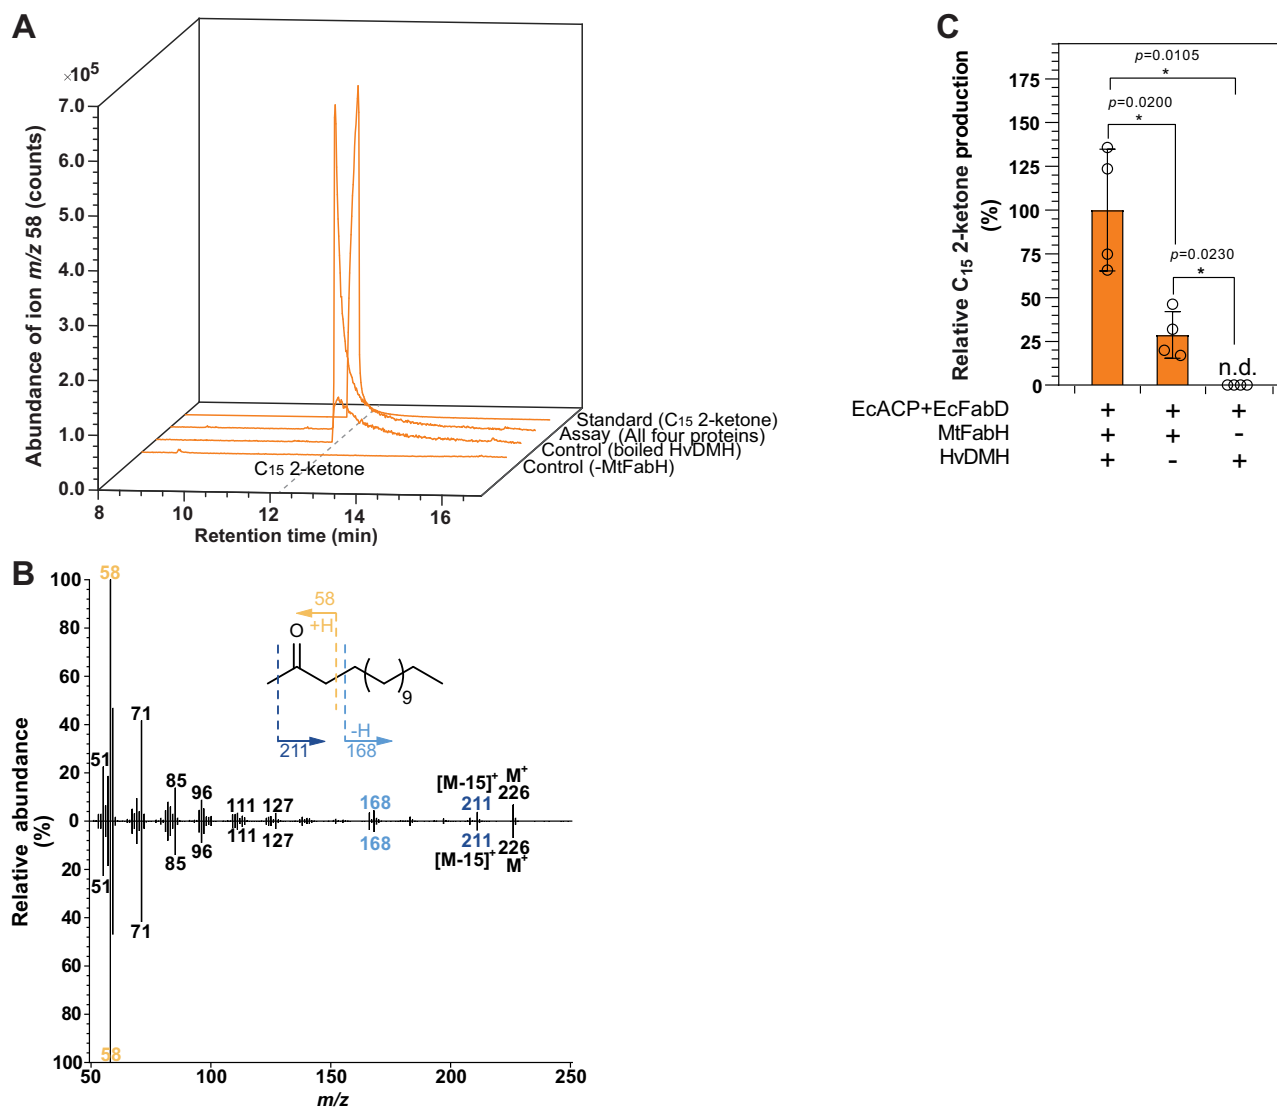 A
×10⁵
7.0
6.0
5.0
4.0
3.0
2.0
1.0
0.0
Abundance of ion m/z 58 (counts)
8 10 12 14 16
Retention time (min)
C₁₅ 2-ketone
Standard (C₁₅ 2-ketone)
Assay (All four proteins)
Control (boiled HvDMH)
Control (-MtFabH)
C
Relative C₁₅ 2-ketone production
(%)
175
150
125
100
75
50
25
0
p=0.0105
*
p=0.0200
*
p=0.0230
*
n.d.
EcACP+EcFabD + + +
MtFabH + + -
HvDMH + - +
B
Relative abundance
(%)
100
80
60
40
20
0
20
40
60
80
100
58
58
+H
O
9
-H
211 168
71
51
85
96
111 127
168
[M-15]⁺ M⁺
211 226
111 127
96
85
168
211 226
[M-15]⁺ M⁺
51
71
58
50 100 150 200 250
m/z